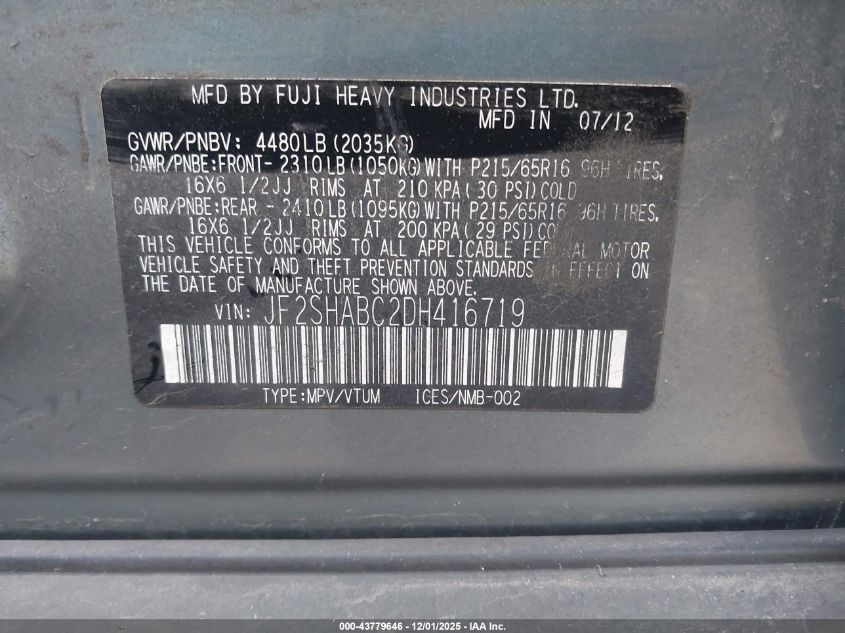 MFD BY FUJI HEAVY INDUSTRIES LTD.
MFD IN 07/12
GVWR/PNBV: 4480LB(2035KG)
GAWR/PNBE:FRONT- 2310LB(1050KG)WITH P215/65R16 96H TIRES,
16X6 1/2JJ RIMS AT 210 KPA(30 PSI)COLD
GAWR/PNBE:REAR - 2410LB(1095KG)WITH P215/65R16 96H TIRES,
16X6 1/2JJ RIMS AT 200 KPA(29 PSI)COLD
THIS VEHICLE CONFORMS TO ALL APPLICABLE FEDERAL MOTOR
VEHICLE SAFETY AND THEFT PREVENTION STANDARDS IN EFFECT ON
THE DATE OF MANUFACTURE SHOWN ABOVE.
VIN: JF2SHABC2DH416719
TYPE:MPV/VTUM ICES/NMB-002
000-43779646 - 12/01/2025 - IAA Inc.